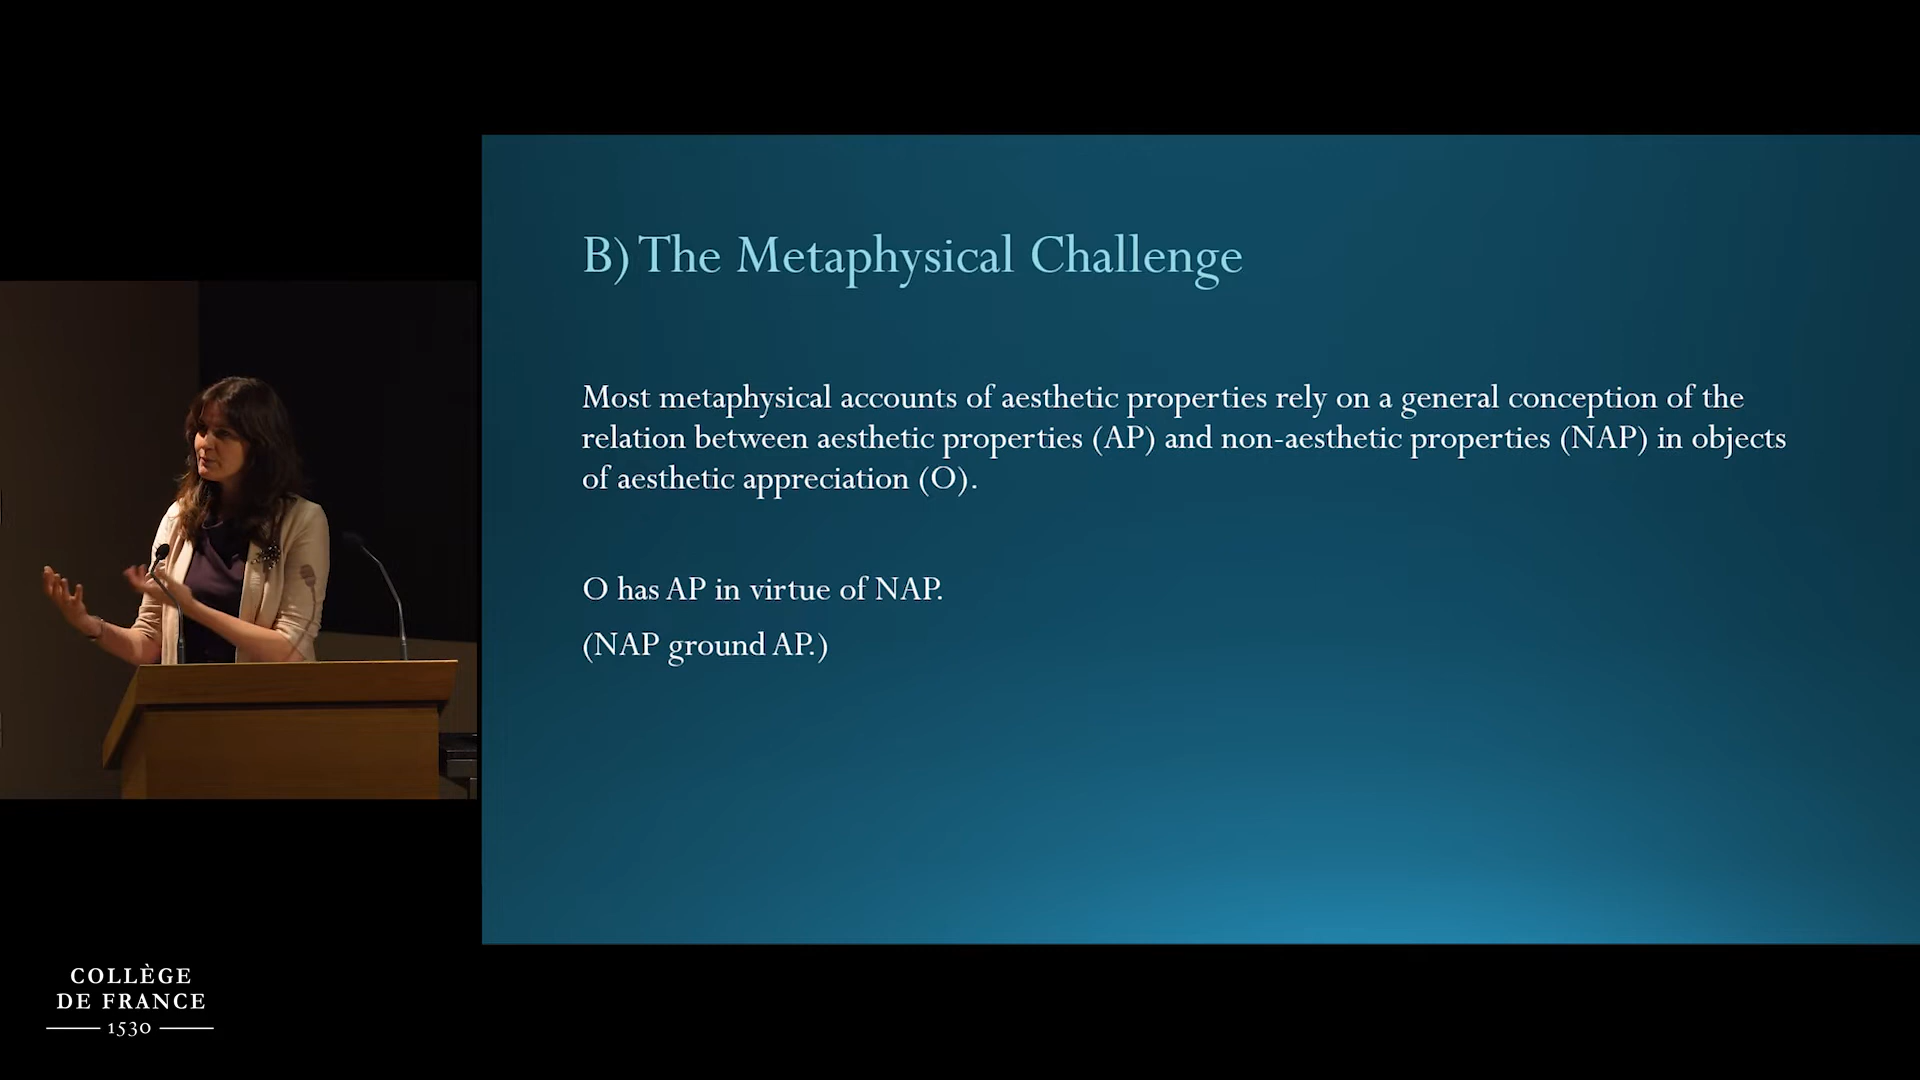 B) The Metaphysical Challenge
Most metaphysical accounts of aesthetic properties rely on a general conception of the
relation between aesthetic properties (AP) and non-aesthetic properties (NAP) in objects
of aesthetic appreciation (O).
O has AP in virtue of NAP.
(NAP ground AP.)
COLLÈGE
DE FRANCE
1530